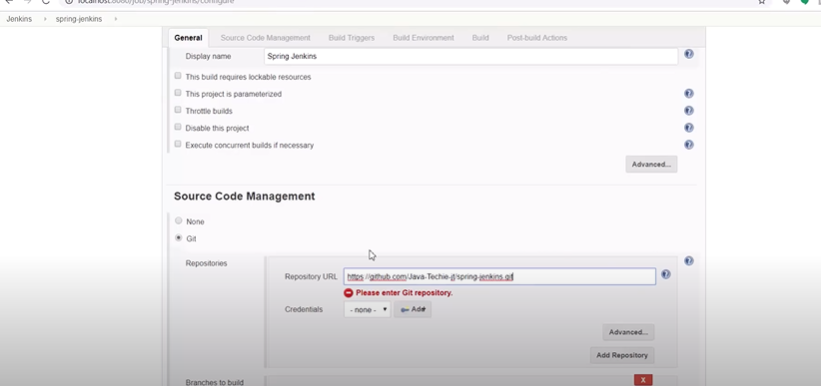 localhost:8080/job/spring-jenkins/configure
Jenkins › spring-jenkins ›
General Source Code Management Build Triggers Build Environment Build Post-build Actions
Display name Spring Jenkins
This build requires lockable resources
This project is parameterized
Throttle builds
Disable this project
Execute concurrent builds if necessary
Advanced...
Source Code Management
None
Git
Repositories
Repository URL https://github.com/Java-Techie-jt/spring-jenkins.git
Please enter Git repository.
Credentials - none - Add
Advanced...
Add Repository
X
Branches to build